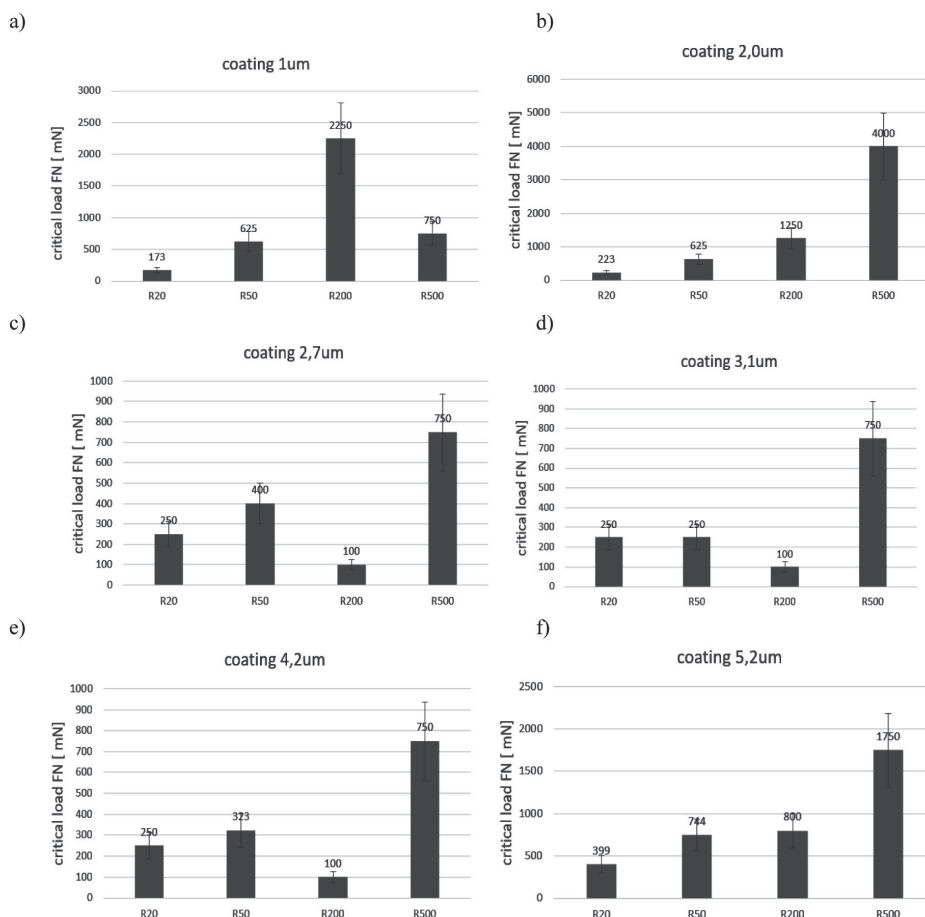 a)
coating 1um
critical load FN [ mN]
3000
2500
2000
1500
1000
500
0
173
625
2250
750
R20
R50
R200
R500
b)
coating 2,0um
critical load FN [ mN]
6000
5000
4000
3000
2000
1000
0
223
625
1250
4000
R20
R50
R200
R500
c)
coating 2,7um
critical load FN [ mN]
1000
900
800
700
600
500
400
300
200
100
0
250
400
100
750
R20
R50
R200
R500
d)
coating 3,1um
critical load FN [ mN]
1000
900
800
700
600
500
400
300
200
100
0
250
250
100
750
R20
R50
R200
R500
e)
coating 4,2um
critical load FN [ mN]
1000
900
800
700
600
500
400
300
200
100
0
250
323
100
750
R20
R50
R200
R500
f)
coating 5,2um
critical load FN [ mN]
2500
2000
1500
1000
500
0
399
744
800
1750
R20
R50
R200
R500